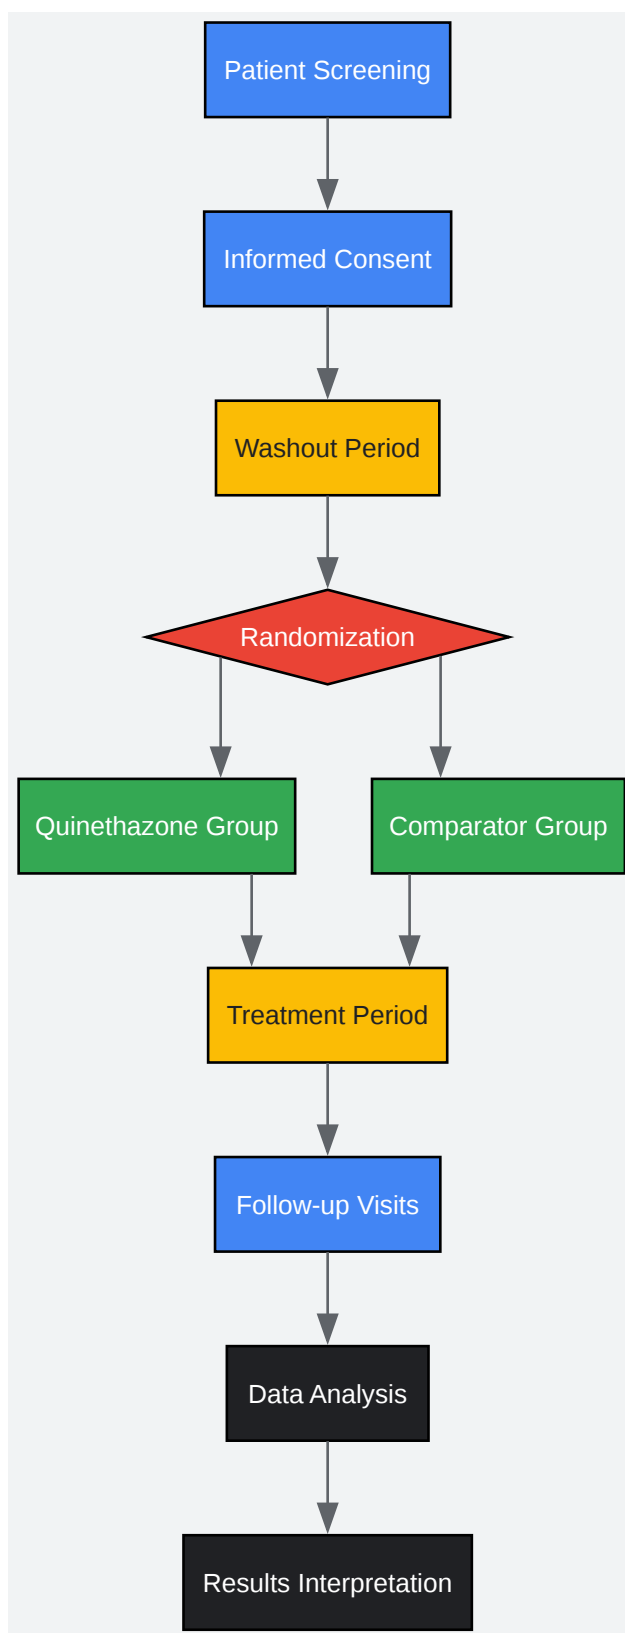 Patient Screening
Informed Consent
Washout Period
Randomization
Quinethazone Group
Comparator Group
Treatment Period
Follow-up Visits
Data Analysis
Results Interpretation